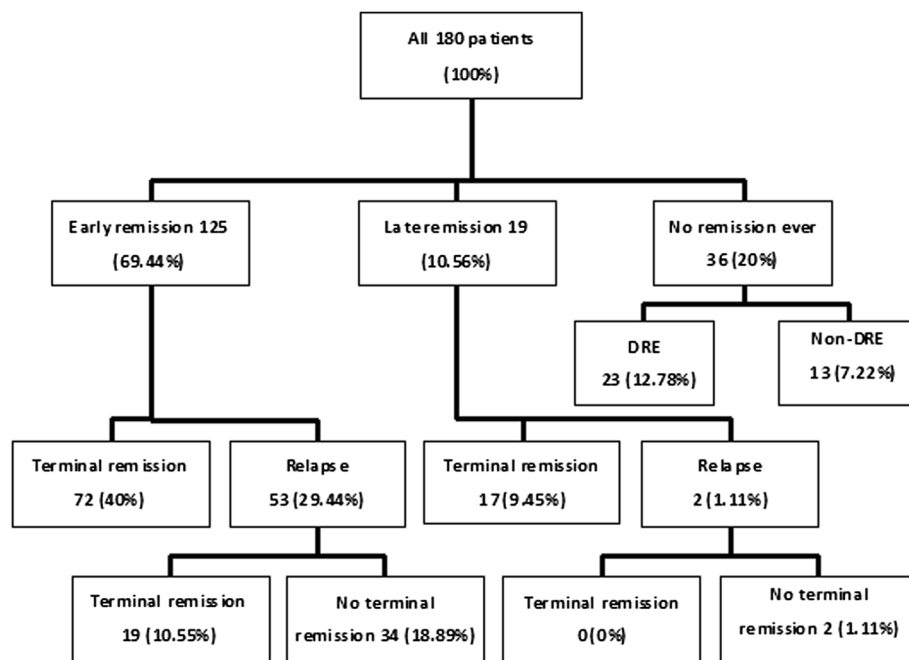 All 180 patients
(100%)
Early remission 125
(69.44%)
Late remission 19
(10.56%)
No remission ever
36 (20%)
DRE
23 (12.78%)
Non-DRE
13 (7.22%)
Terminal remission
72 (40%)
Relapse
53 (29.44%)
Terminal remission
17 (9.45%)
Relapse
2 (1.11%)
Terminal remission
19 (10.55%)
No terminal
remission 34 (18.89%)
Terminal remission
0 (0%)
No terminal
remission 2 (1.11%)